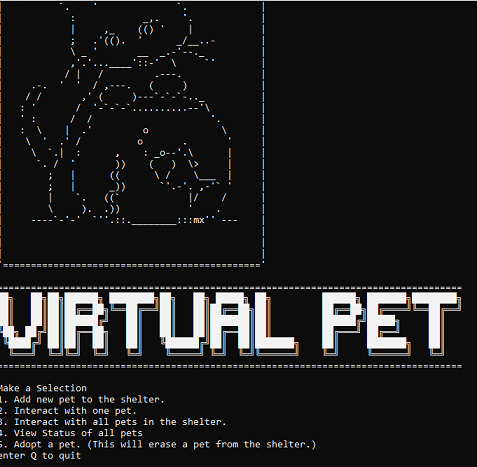 mx
VIRTUAL PET
Make a Selection
1. Add new pet to the shelter.
2. Interact with one pet.
3. Interact with all pets in the shelter.
4. View Status of all pets
5. Adopt a pet. (This will erase a pet from the shelter.)
enter Q to quit